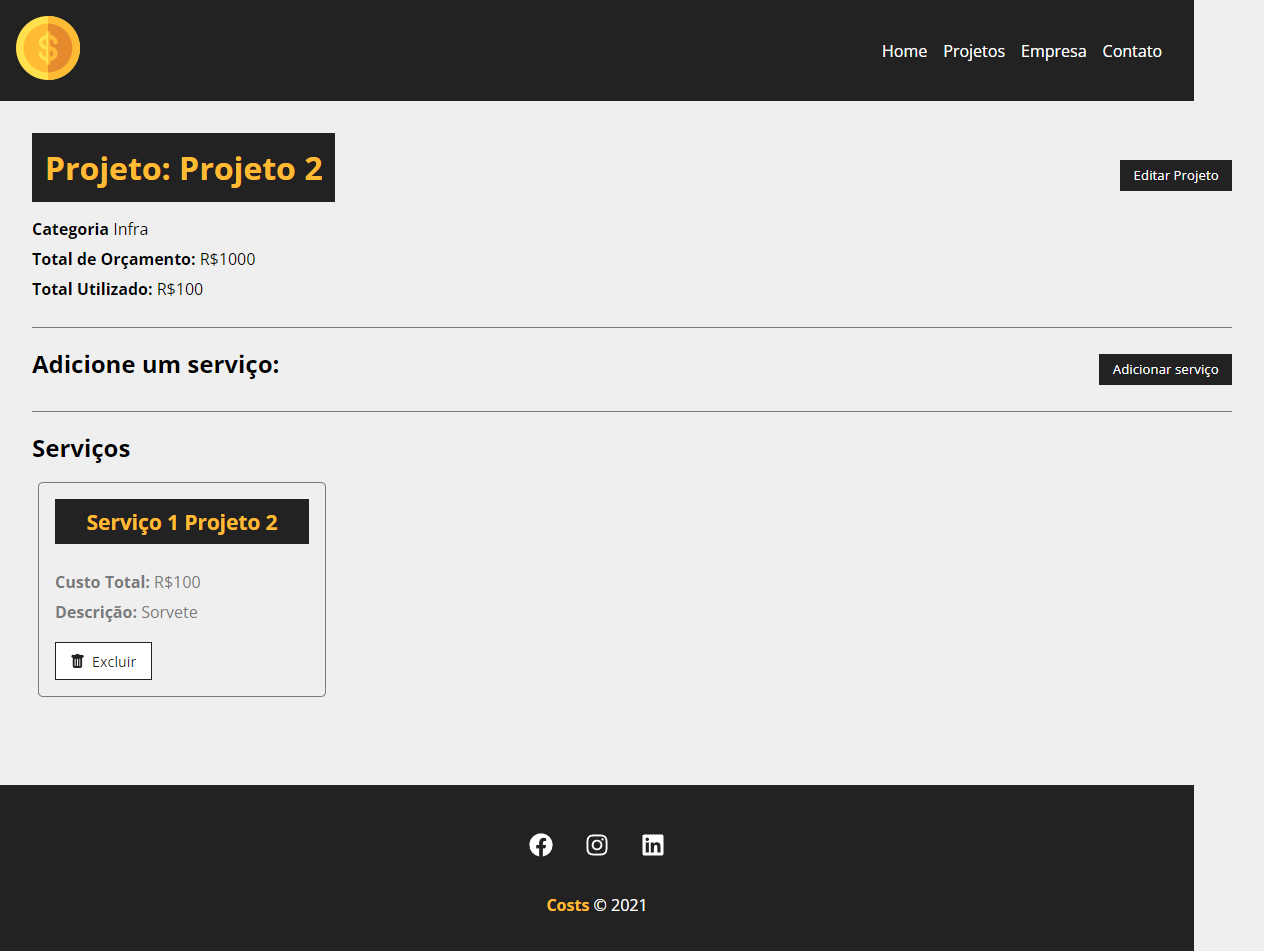 $
Home Projetos Empresa Contato
Projeto: Projeto 2
Editar Projeto
Categoria Infra
Total de Orçamento: R$1000
Total Utilizado: R$100
Adicione um serviço:
Adicionar serviço
Serviços
Serviço 1 Projeto 2
Custo Total: R$100
Descrição: Sorvete
Excluir
Costs © 2021